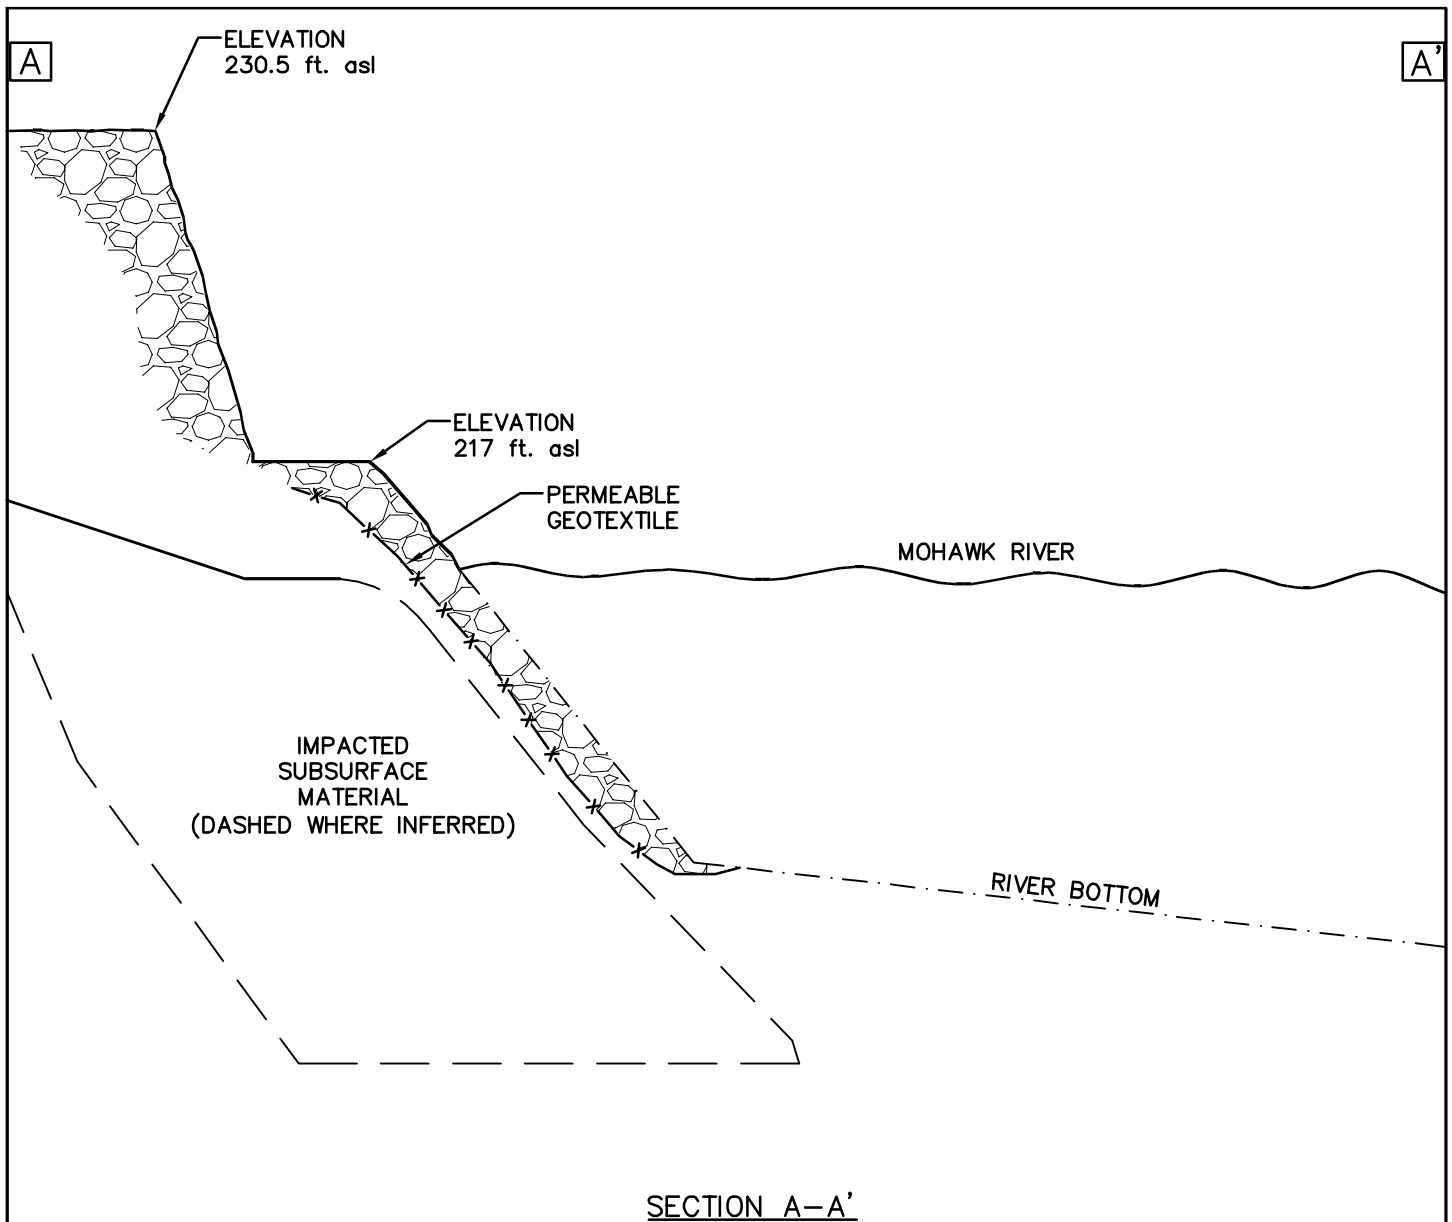 A
A'
ELEVATION
230.5 ft. asl
ELEVATION
217 ft. asl
PERMEABLE
GEOTEXTILE
MOHAWK RIVER
IMPACTED
SUBSURFACE
MATERIAL
(DASHED WHERE INFERRED)
RIVER BOTTOM
SECTION A-A'